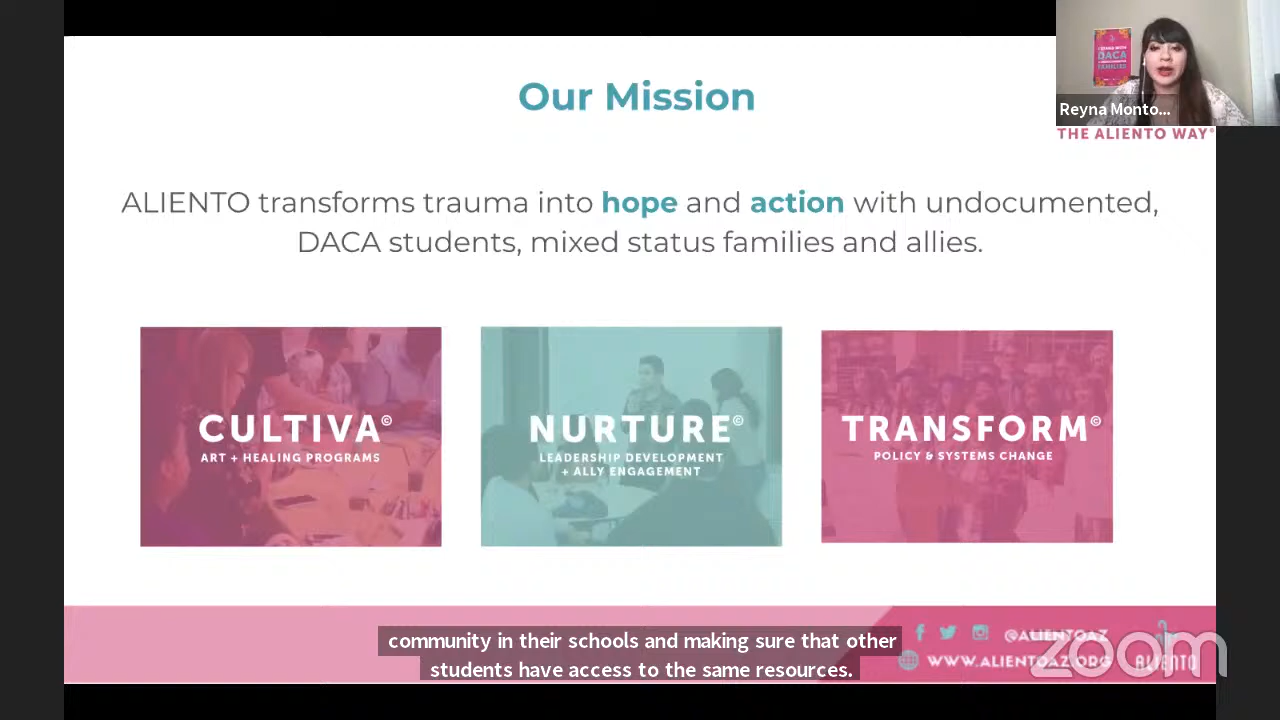 Our Mission
Reyna Monto...
THE ALIENTO WAY©
ALIENTO transforms trauma into hope and action with undocumented,
DACA students, mixed status families and allies.
CULTIVA©
ART + HEALING PROGRAMS
NURTURE©
LEADERSHIP DEVELOPMENT
+ ALLY ENGAGEMENT
TRANSFORM©
POLICY & SYSTEMS CHANGE
community in their schools and making sure that other
students have access to the same resources.
@ALIENTOAZ
WWW.ALIENTOAZ.ORG
ALIENTO
zoom
DACA
FAMILIES